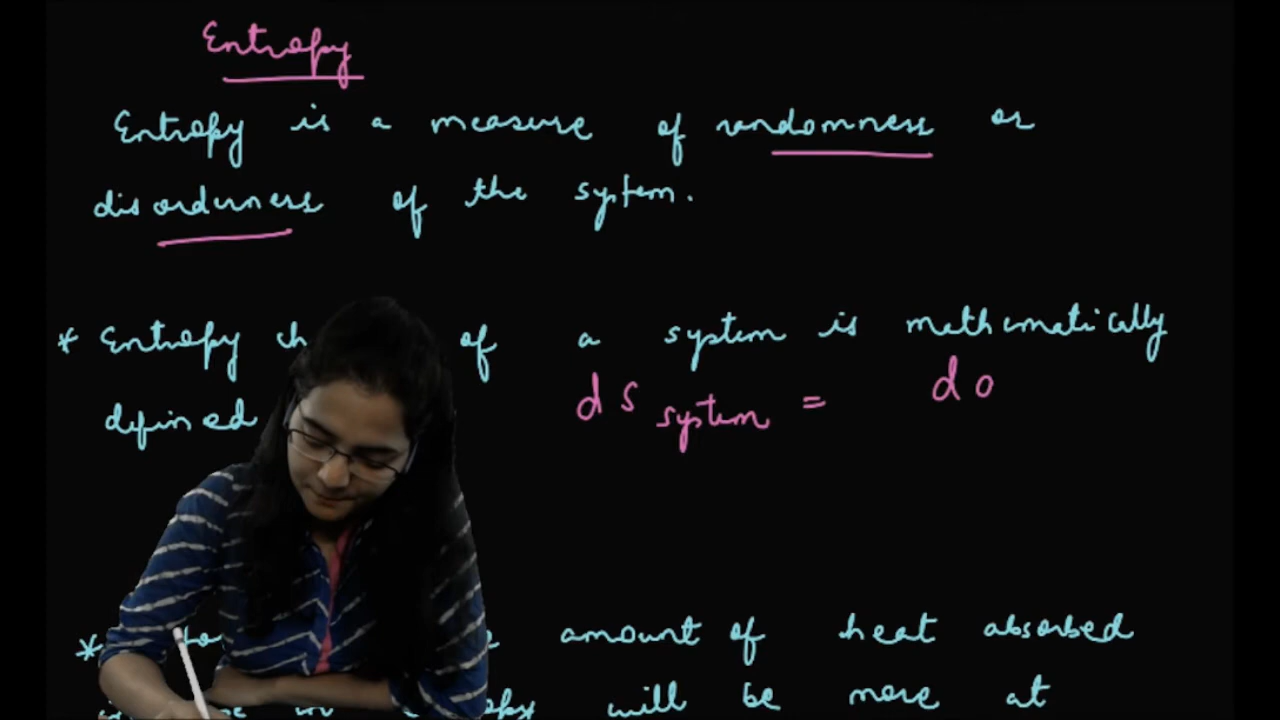 Entropy
Entropy is a measure of randomness or
disorderness of the system.
* Entropy of a system is mathematically
defined dS system = do
* amount of heat absorbed
will be more at